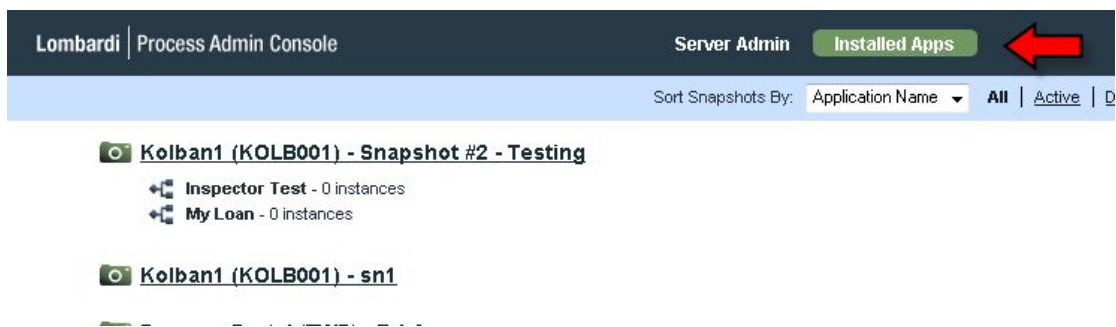 Lombardi | Process Admin Console Server Admin Installed Apps
Sort Snapshots By: Application Name All | Active |
Kolban1 (KOLB001) - Snapshot #2 - Testing
Inspector Test - 0 instances
My Loan - 0 instances
Kolban1 (KOLB001) - sn1